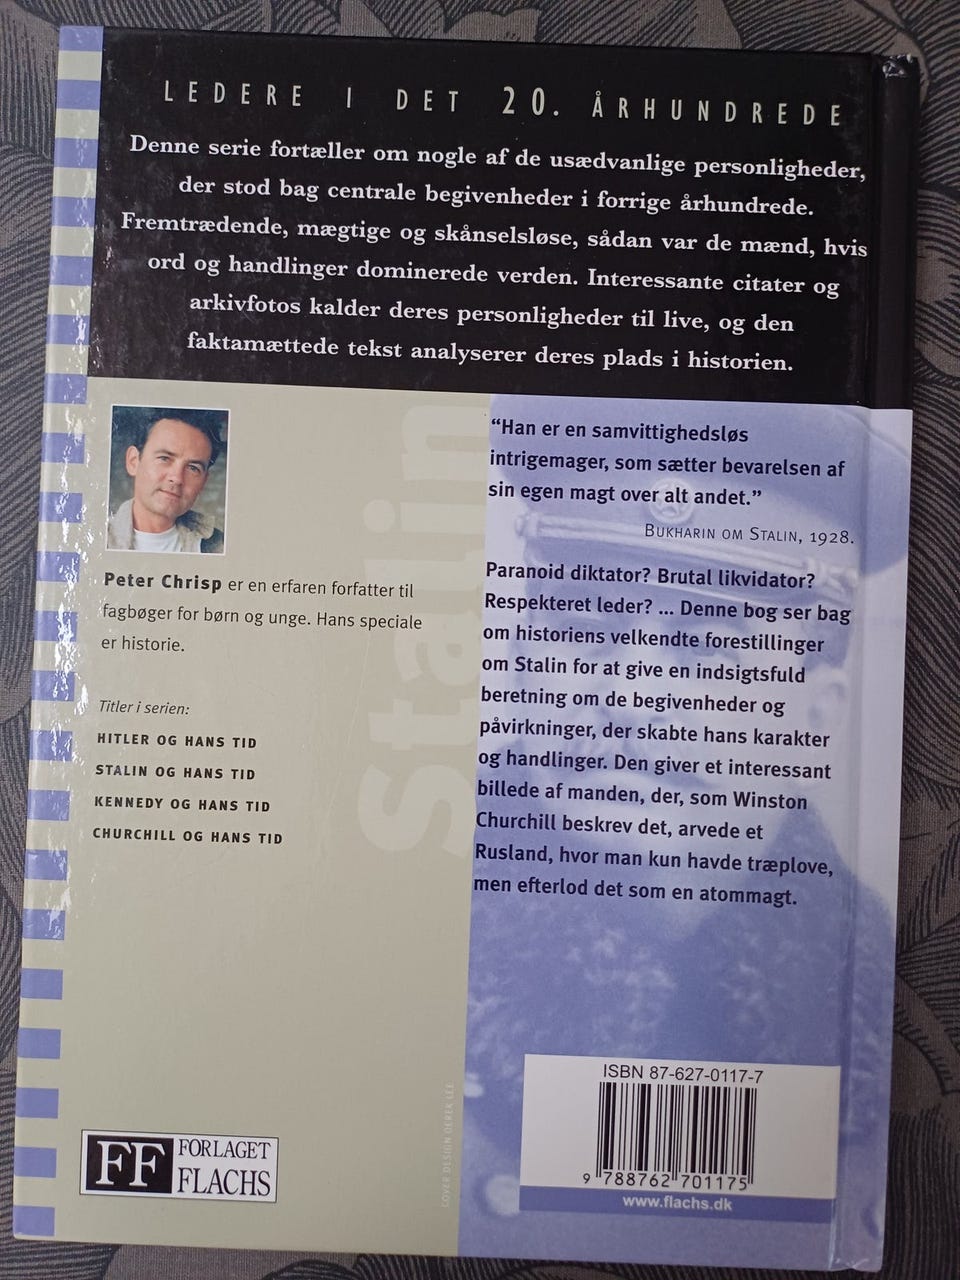 LEDERE I DET 20. ÅRHUNDREDE
Denne serie fortæller om nogle af de usædvanlige personligheder,
der stod bag centrale begivenheder i forrige århundrede.
Fremtrædende, mægtige og skånselsløse, sådan var de mænd, hvis
ord og handlinger dominerede verden. Interessante citater og
arkivfotos kalder deres personligheder til live, og den
faktamættede tekst analyserer deres plads i historien.
Stalin
Peter Chrisp er en erfaren forfatter til
fagbøger for børn og unge. Hans speciale
er historie.
Titler i serien:
HITLER OG HANS TID
STALIN OG HANS TID
KENNEDY OG HANS TID
CHURCHILL OG HANS TID
“Han er en samvittighedsløs
intrigemager, som sætter bevarelsen af
sin egen magt over alt andet.”
BUKHARIN OM STALIN, 1928.
Paranoid diktator? Brutal likvidator?
Respekteret leder? ... Denne bog ser bag
om historiens velkendte forestillinger
om Stalin for at give en indsigtsfuld
beretning om de begivenheder og
påvirkninger, der skabte hans karakter
og handlinger. Den giver et interessant
billede af manden, der, som Winston
Churchill beskrev det, arvede et
Rusland, hvor man kun havde træplove,
men efterlod det som en atommagt.
COVER DESIGN DEREK LEE
FF FORLAGET
FLACHS
ISBN 87-627-0117-7
9 788762 701175
www.flachs.dk